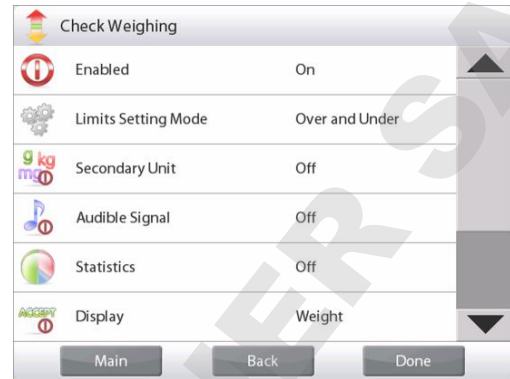 Check Weighing
Enabled On
Limits Setting Mode Over and Under
g kg
mg
Secondary Unit Off
Audible Signal Off
Statistics Off
ACCEPT
Display Weight
Main Back Done